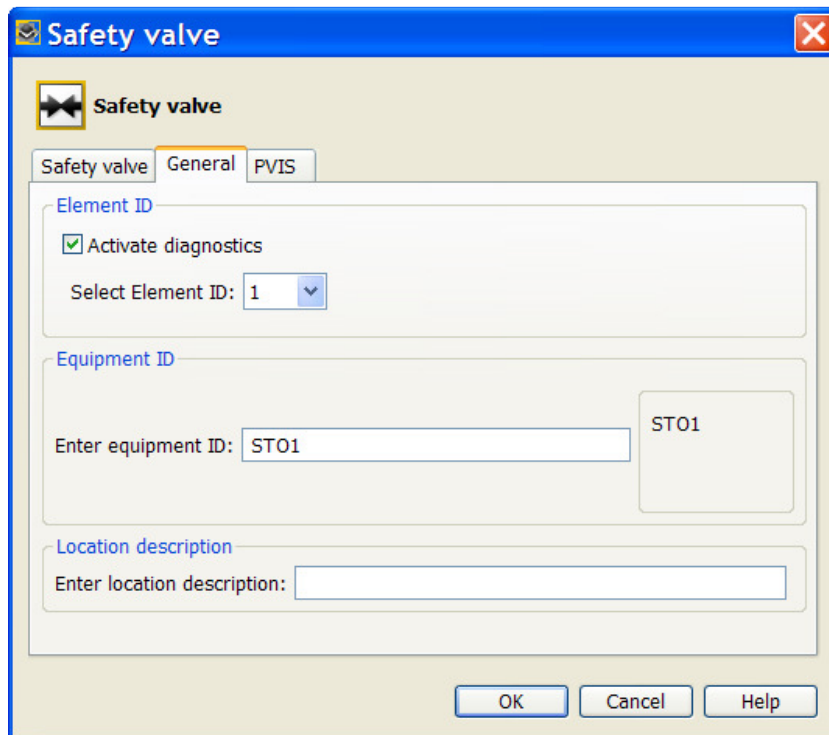 Safety valve
Safety valve
Safety valve General PVIS
Element ID
Activate diagnostics
Select Element ID: 1
Equipment ID
STO1
Enter equipment ID: STO1
Location description
Enter location description:
OK Cancel Help